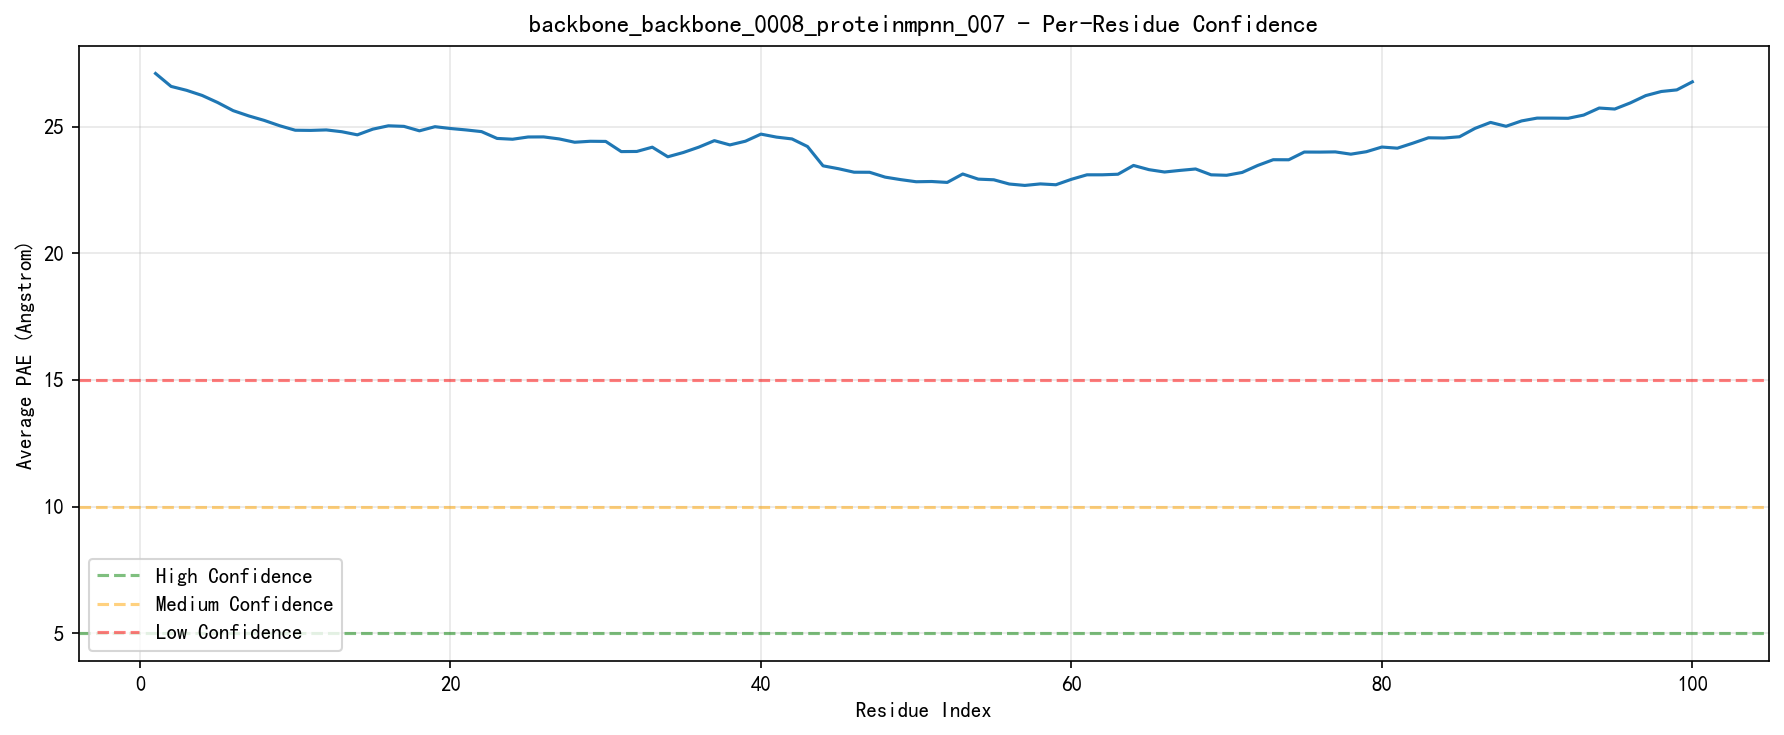 backbone_backbone_0008_proteinmpnn_007 - Per-Residue Confidence
Average PAE (Angstrom)
25
20
15
10
5
High Confidence
Medium Confidence
Low Confidence
0 20 40 60 80 100
Residue Index